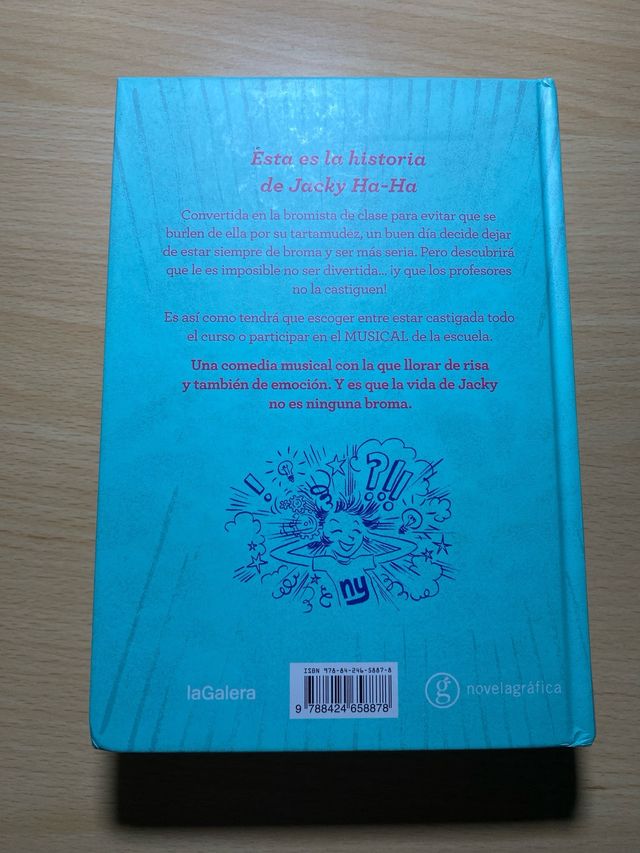 Ésta es la historia
de Jacky Ha-Ha
Convertida en la bromista de clase para evitar que se
burlen de ella por su tartamudez, un buen día decide dejar
de estar siempre de broma y ser más seria. Pero descubrirá
que le es imposible no ser divertida... ¡y que los profesores
no la castiguen!
Es así como tendrá que escoger entre estar castigada todo
el curso o participar en el MUSICAL de la escuela.
Una comedia musical con la que llorar de risa
y también de emoción. Y es que la vida de Jacky
no es ninguna broma.
!
?!!
ny
ISBN 978-84-246-5887-8
9 788424 658878
laGalera
g novelagráfica